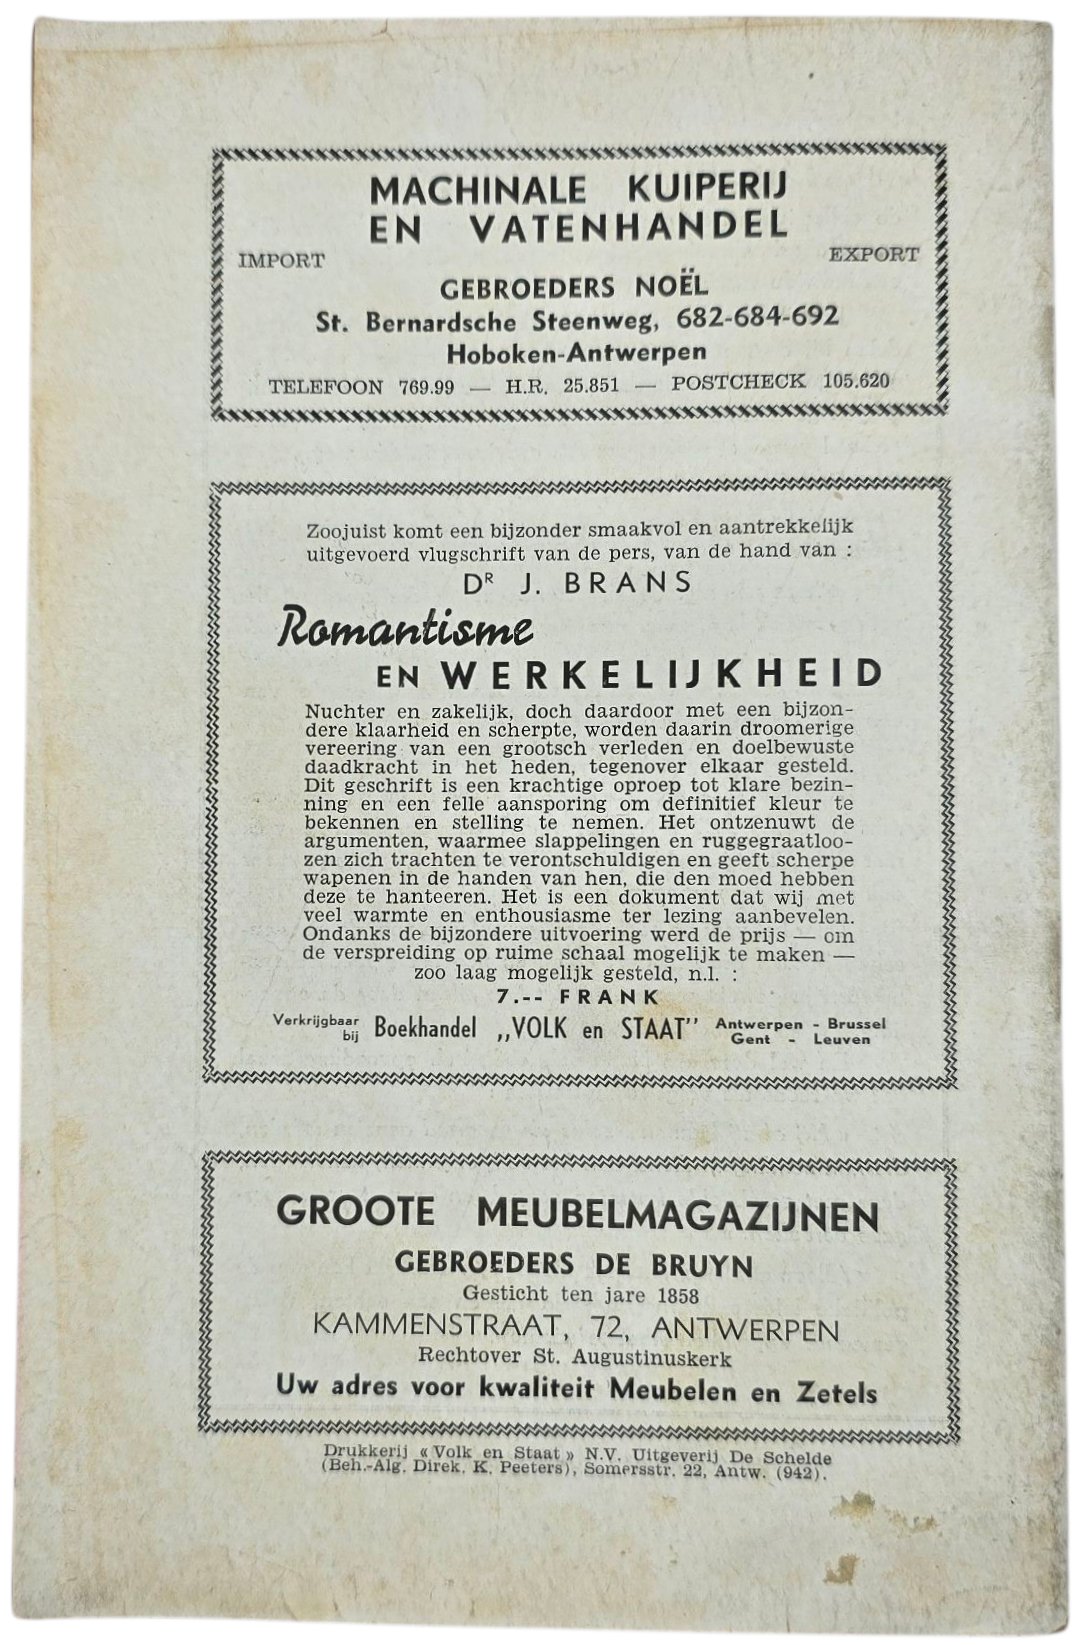 MACHINALE KUIPERIJ
EN VATENHANDEL
IMPORT EXPORT
GEBROEDERS NOËL
St. Bernardsche Steenweg, 682-684-692
Hoboken-Antwerpen
TELEFOON 769.99 — H.R. 25.851 — POSTCHECK 105.620
Zoojuist komt een bijzonder smaakvol en aantrekkelijk
uitgevoerd vlugschrift van de pers, van de hand van :
DR J. BRANS
Romantisme
EN WERKELIJKHEID
Nuchter en zakelijk, doch daardoor met een bijzon-
dere klaarheid en scherpte, worden daarin droomerige
vereering van een grootsch verleden en doelbewuste
daadkracht in het heden, tegenover elkaar gesteld.
Dit geschrift is een krachtige oproep tot klare bezin-
ning en een felle aansporing om definitief kleur te
bekennen en stelling te nemen. Het ontzenuwt de
argumenten, waarmee slappelingen en ruggegraatloo-
zen zich trachten te verontschuldigen en geeft scherpe
wapenen in de handen van hen, die den moed hebben
deze te hanteeren. Het is een dokument dat wij met
veel warmte en enthousiasme ter lezing aanbevelen.
Ondanks de bijzondere uitvoering werd de prijs — om
de verspreiding op ruime schaal mogelijk te maken —
zoo laag mogelijk gesteld, n.l. :
7.-- FRANK
Verkrijgbaar bij Boekhandel „VOLK en STAAT" Antwerpen - Brussel
Gent - Leuven
GROOTE MEUBELMAGAZIJNEN
GEBROEDERS DE BRUYN
Gesticht ten jare 1858
KAMMENSTRAAT, 72, ANTWERPEN
Rechtover St. Augustinuskerk
Uw adres voor kwaliteit Meubelen en Zetels
Drukkerij « Volk en Staat » N.V. Uitgeverij De Schelde
(Beh.-Alg. Direk. K. Peeters), Somersstr. 22, Antw. (942).